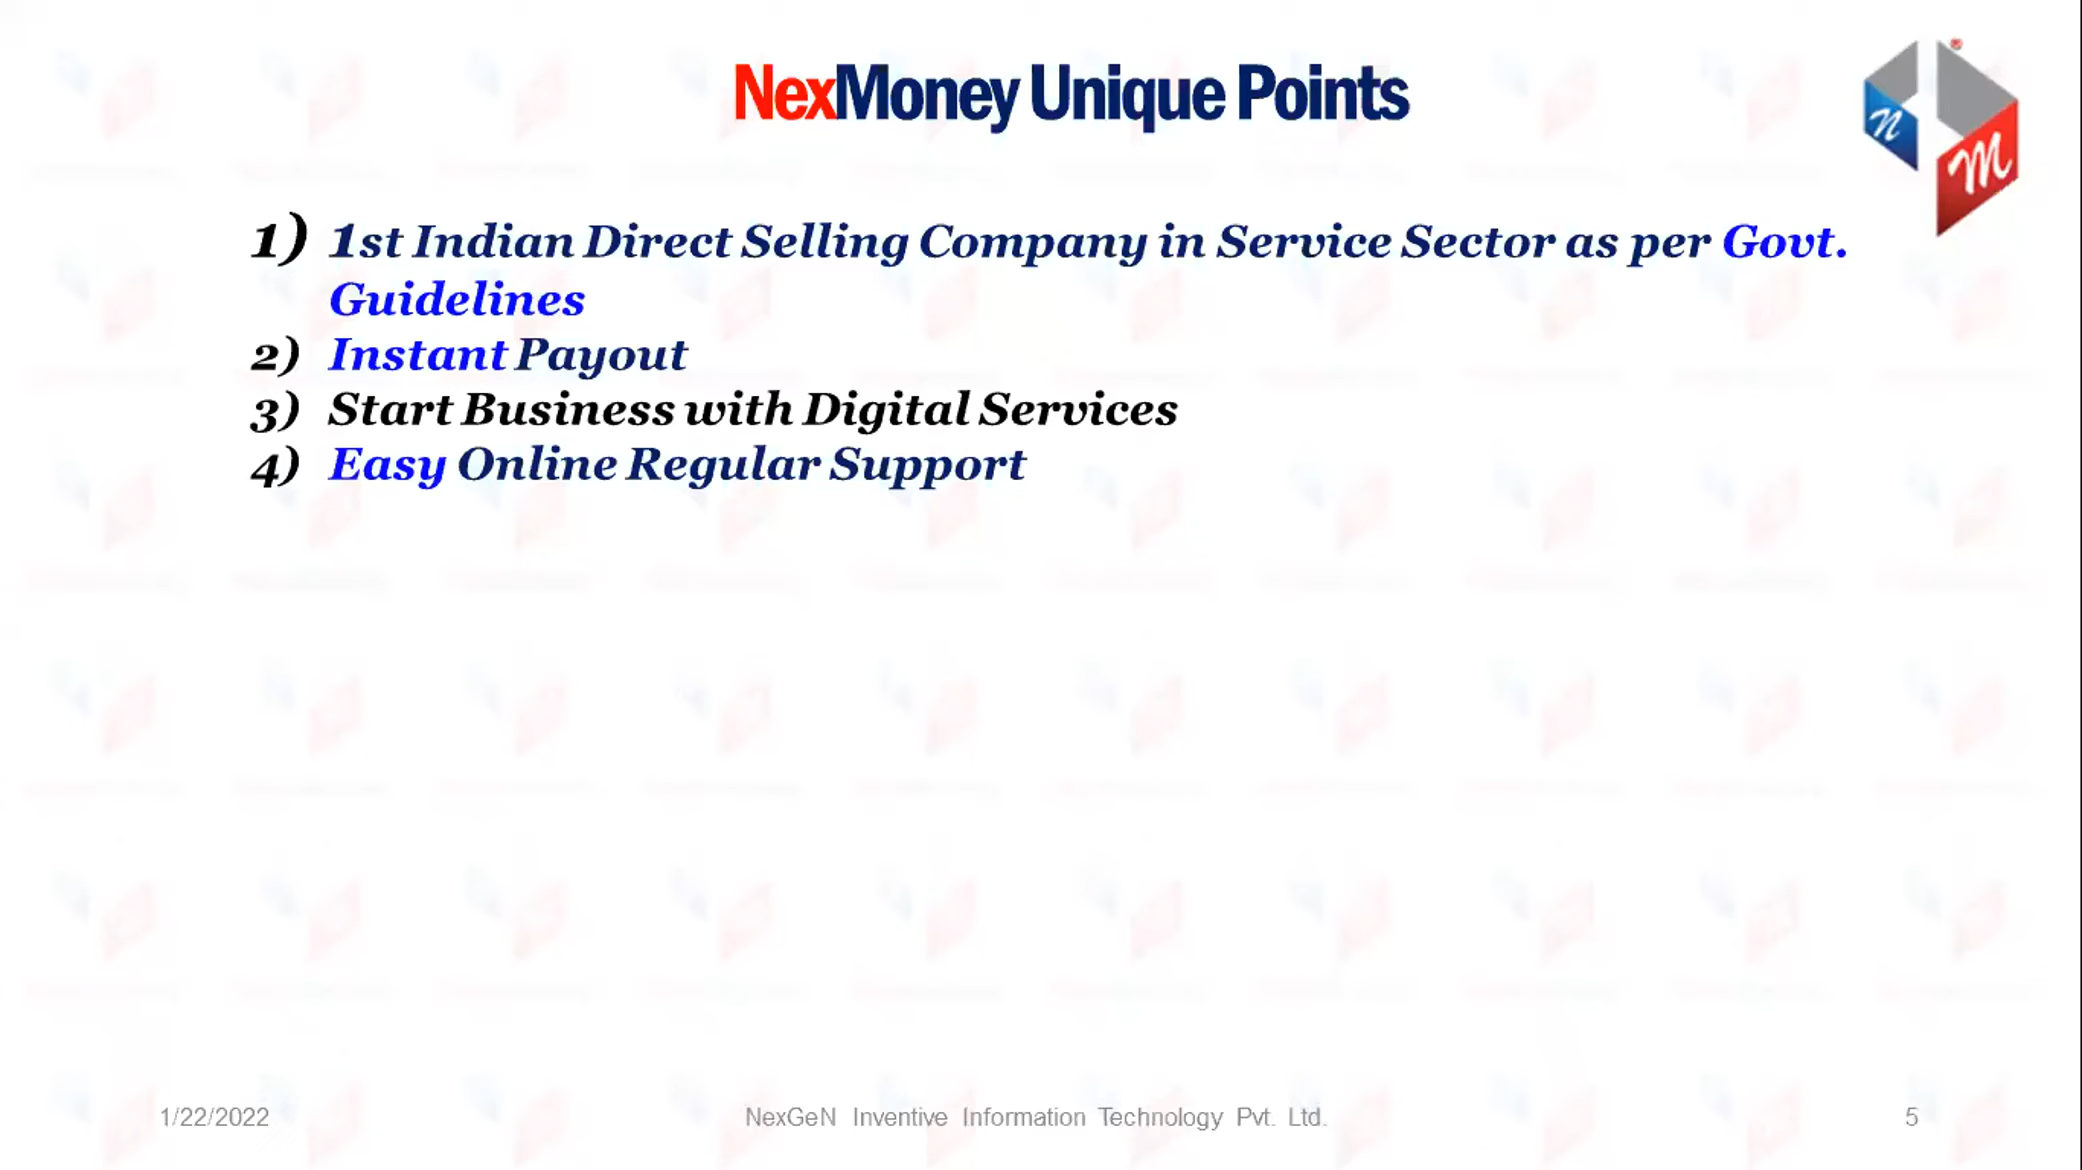 NexMoney Unique Points
n
M
1) 1st Indian Direct Selling Company in Service Sector as per Govt.
Guidelines
2) Instant Payout
3) Start Business with Digital Services
4) Easy Online Regular Support
1/22/2022
NexGeN Inventive Information Technology Pvt. Ltd.
5